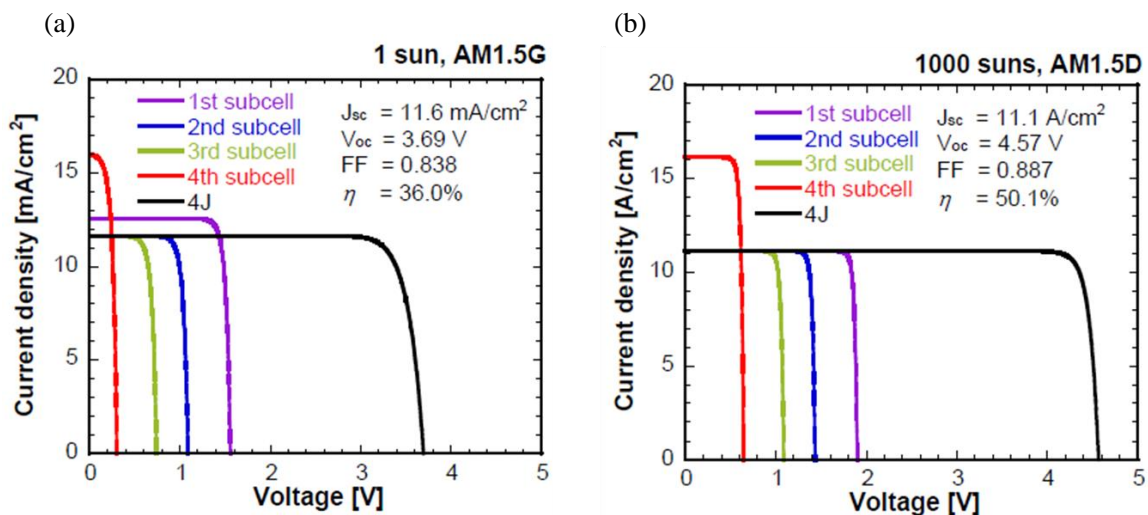 (a)
1 sun, AM1.5G
20
15
10
5
0
Current density [mA/cm²]
1st subcell
2nd subcell
3rd subcell
4th subcell
4J
Jsc = 11.6 mA/cm²
Voc = 3.69 V
FF = 0.838
η = 36.0%
0 1 2 3 4 5
Voltage [V]
(b)
1000 suns, AM1.5D
20
15
10
5
0
Current density [A/cm²]
1st subcell
2nd subcell
3rd subcell
4th subcell
4J
Jsc = 11.1 A/cm²
Voc = 4.57 V
FF = 0.887
η = 50.1%
0 1 2 3 4 5
Voltage [V]